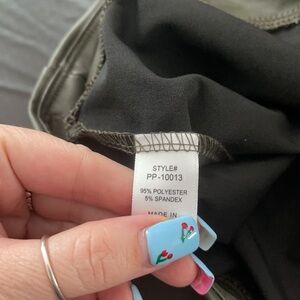 STYLE#
PP-10013
95% POLYESTER
5% SPANDEX
MADE IN